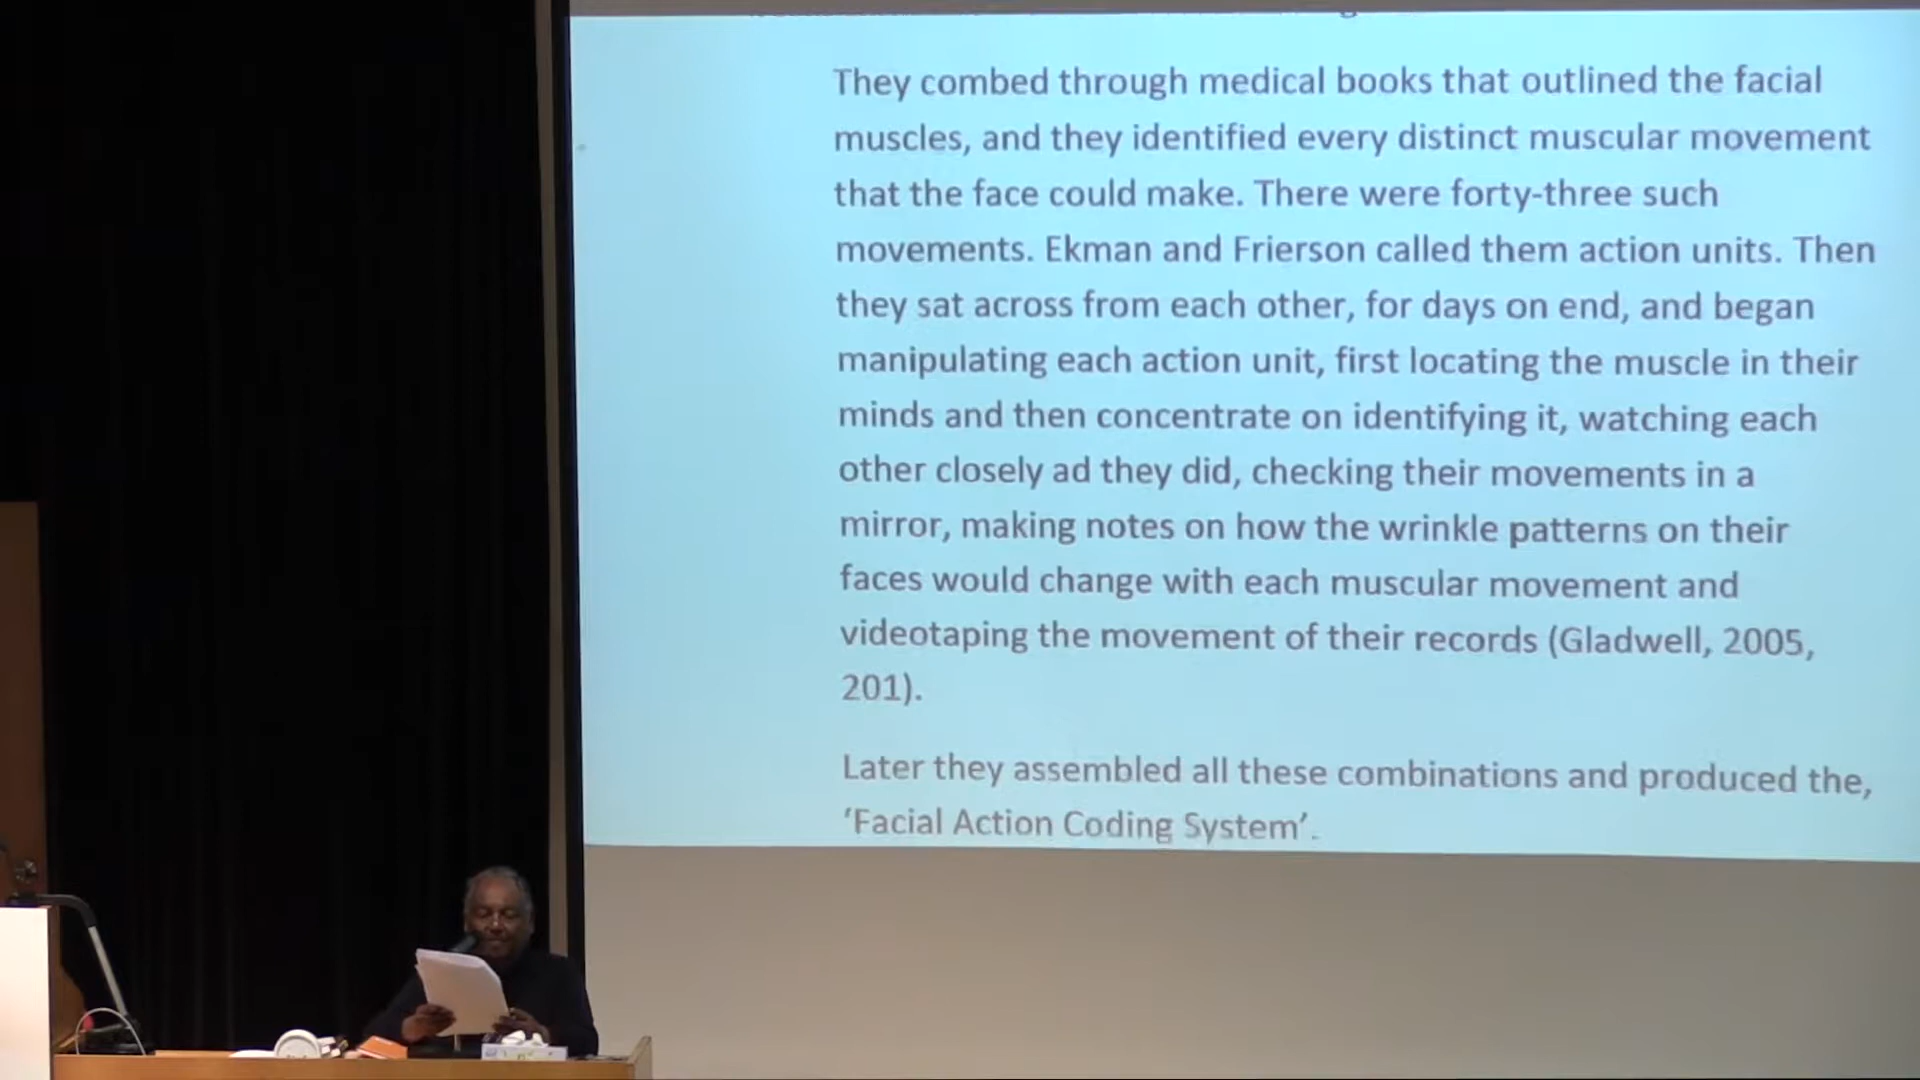 They combed through medical books that outlined the facial
muscles, and they identified every distinct muscular movement
that the face could make. There were forty-three such
movements. Ekman and Frierson called them action units. Then
they sat across from each other, for days on end, and began
manipulating each action unit, first locating the muscle in their
minds and then concentrate on identifying it, watching each
other closely ad they did, checking their movements in a
mirror, making notes on how the wrinkle patterns on their
faces would change with each muscular movement and
videotaping the movement of their records (Gladwell, 2005,
201).
Later they assembled all these combinations and produced the,
‘Facial Action Coding System’.